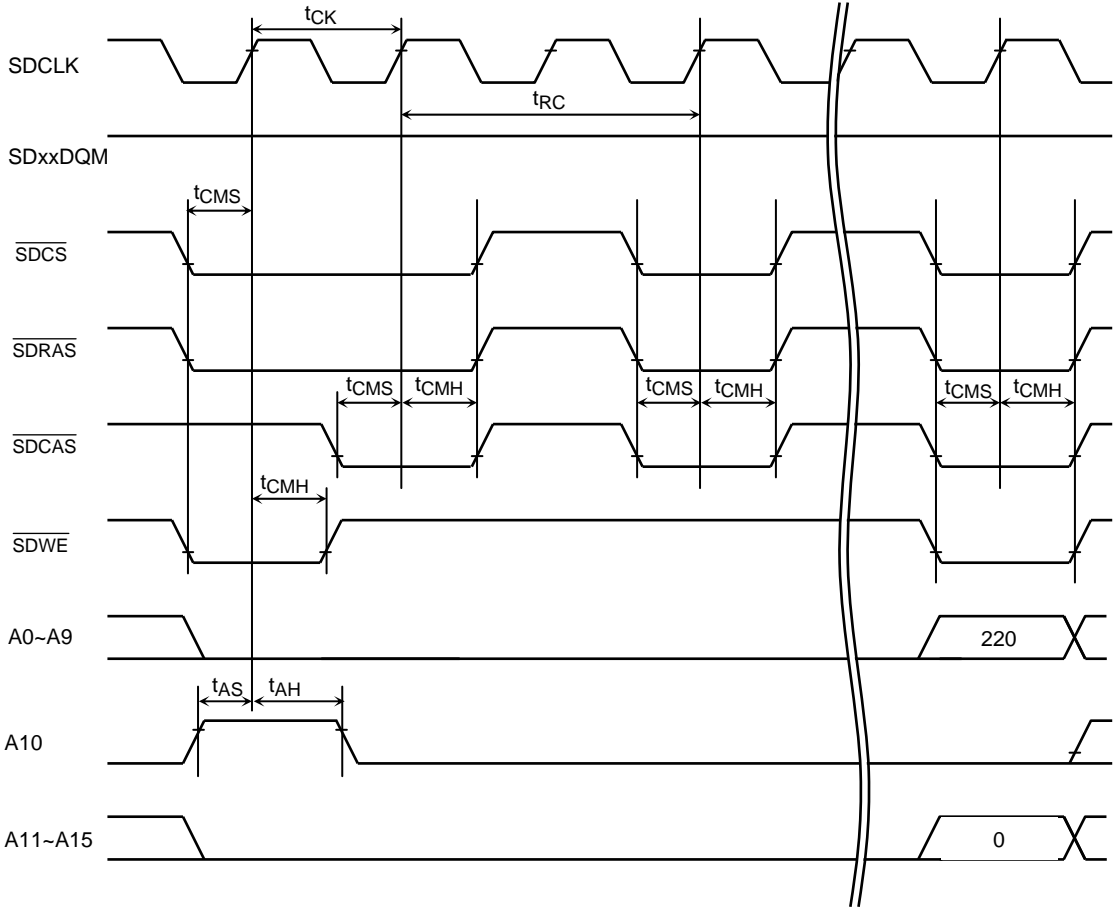 tCK
SDCLK
tRC
SDxxDQM
tCMS
SDCS
SDRAS
tCMS tCMH tCMS tCMH tCMS tCMH
SDCAS
tCMH
SDWE
A0~A9 220
tAS tAH
A10
A11~A15 0